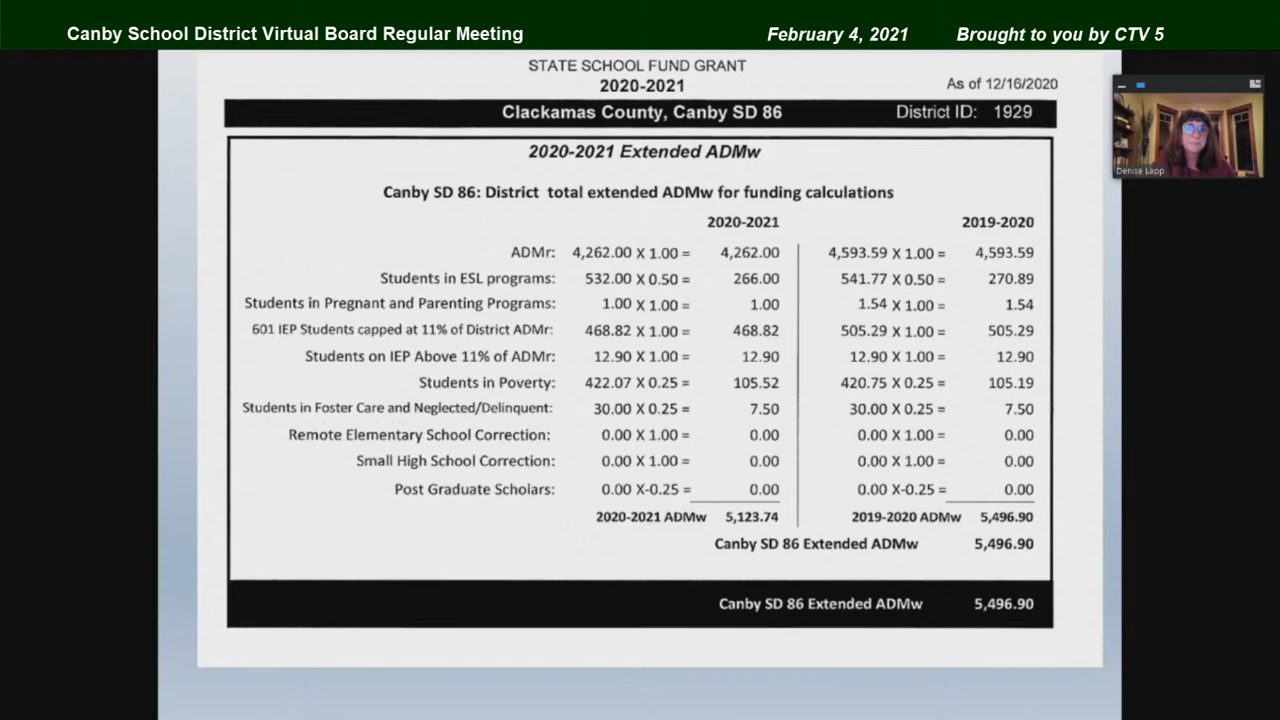 Canby School District Virtual Board Regular Meeting February 4, 2021 Brought to you by CTV 5
STATE SCHOOL FUND GRANT
2020-2021 As of 12/16/2020
Clackamas County, Canby SD 86 District ID: 1929
2020-2021 Extended ADMw
Canby SD 86: District total extended ADMw for funding calculations
2020-2021 2019-2020
ADMr: 4,262.00 X 1.00 = 4,262.00 4,593.59 X 1.00 = 4,593.59
Students in ESL programs: 532.00 X 0.50 = 266.00 541.77 X 0.50 = 270.89
Students in Pregnant and Parenting Programs: 1.00 X 1.00 = 1.00 1.54 X 1.00 = 1.54
601 IEP Students capped at 11% of District ADMr: 468.82 X 1.00 = 468.82 505.29 X 1.00 = 505.29
Students on IEP Above 11% of ADMr: 12.90 X 1.00 = 12.90 12.90 X 1.00 = 12.90
Students in Poverty: 422.07 X 0.25 = 105.52 420.75 X 0.25 = 105.19
Students in Foster Care and Neglected/Delinquent: 30.00 X 0.25 = 7.50 30.00 X 0.25 = 7.50
Remote Elementary School Correction: 0.00 X 1.00 = 0.00 0.00 X 1.00 = 0.00
Small High School Correction: 0.00 X 1.00 = 0.00 0.00 X 1.00 = 0.00
Post Graduate Scholars: 0.00 X-0.25 = 0.00 0.00 X-0.25 = 0.00
2020-2021 ADMw 5,123.74 2019-2020 ADMw 5,496.90
Canby SD 86 Extended ADMw 5,496.90
Canby SD 86 Extended ADMw 5,496.90
Denise Lapp